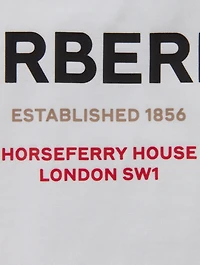 RBER
ESTABLISHED 1856
HORSEFERRY HOUSE
LONDON SW1